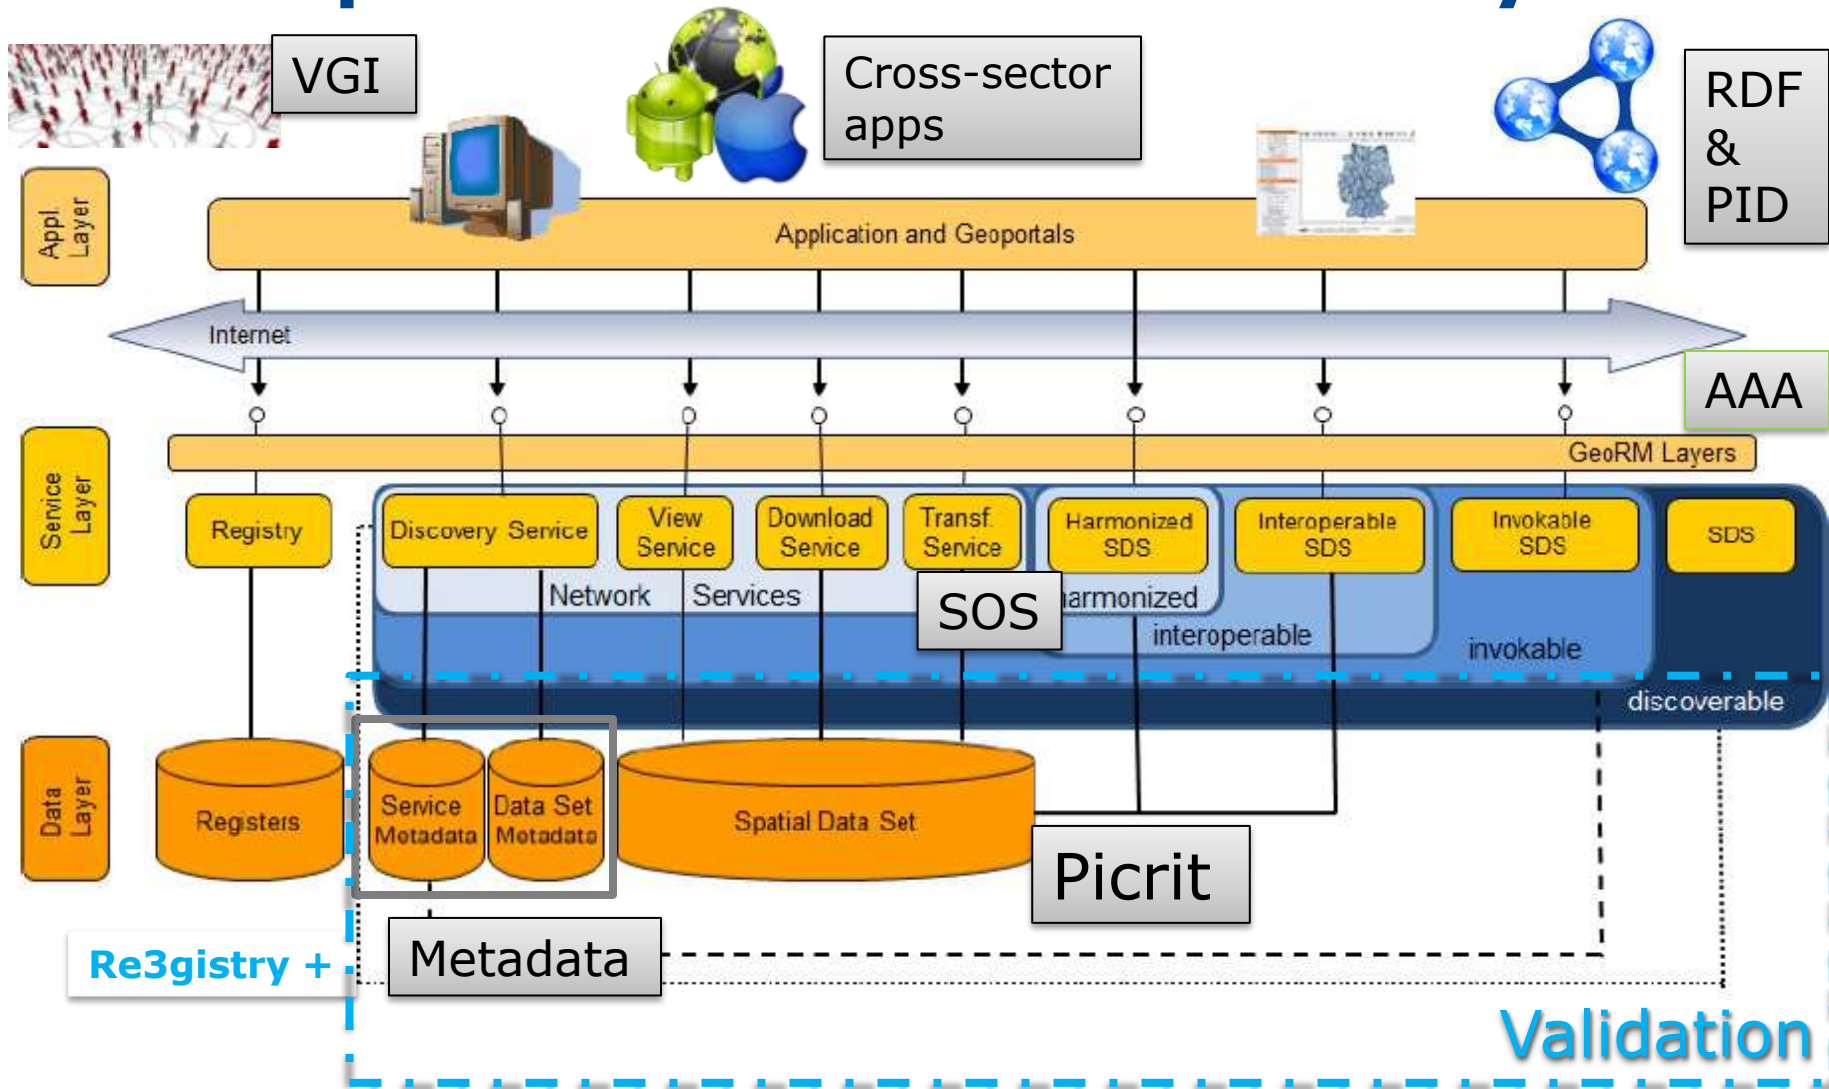 VGI
Cross-sector
apps
RDF
&
PID
Appl.
Layer
Application and Geoportals
Internet
AAA
GeoRM Layers
Service
Layer
Registry
Discovery Service
View
Service
Download
Service
Transf.
Service
Harmonized
SDS
Interoperable
SDS
Invokable
SDS
SDS
Network Services
SOS
harmonized
interoperable
invokable
discoverable
Data
Layer
Registers
Service
Metadata
Data Set
Metadata
Spatial Data Set
Picrit
Re3gistry +
Metadata
Validation